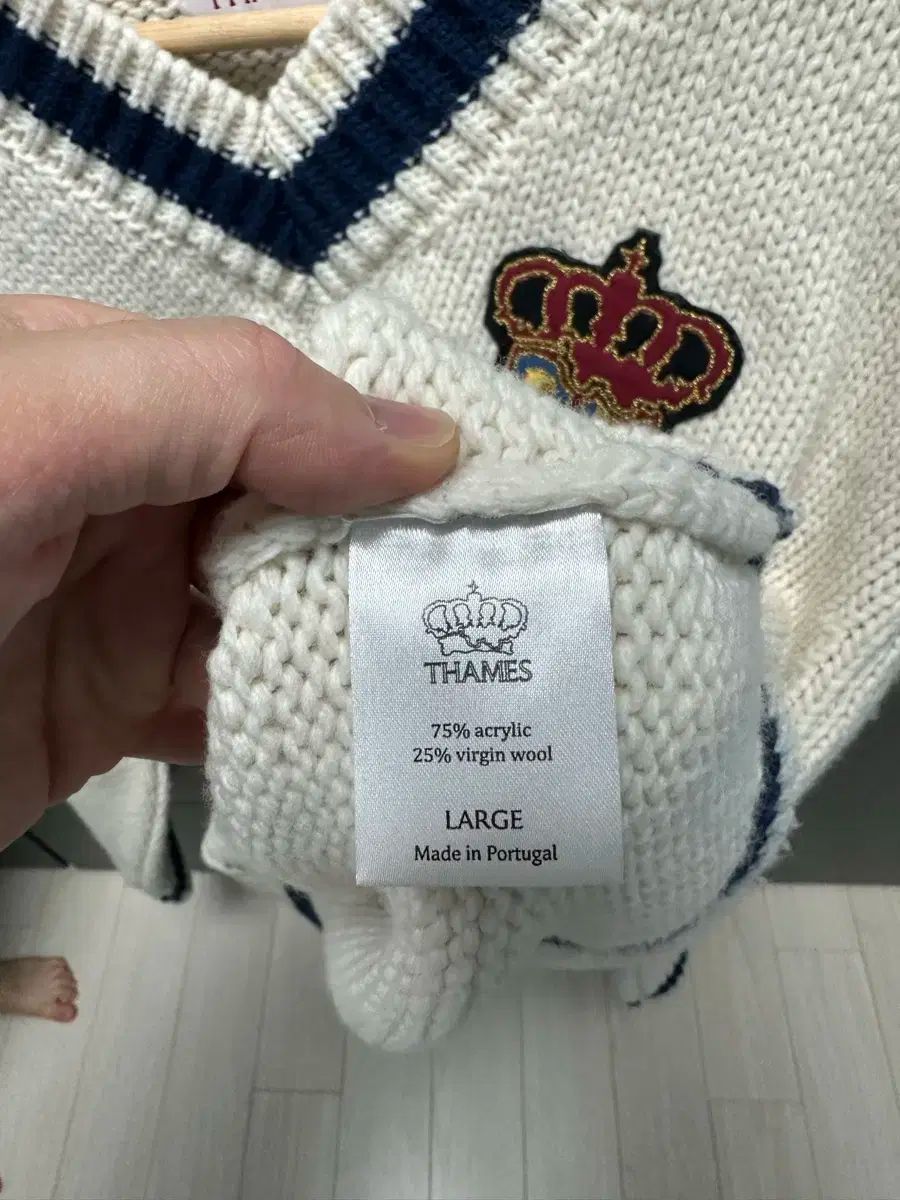 THAMES
75% acrylic
25% virgin wool
LARGE
Made in Portugal